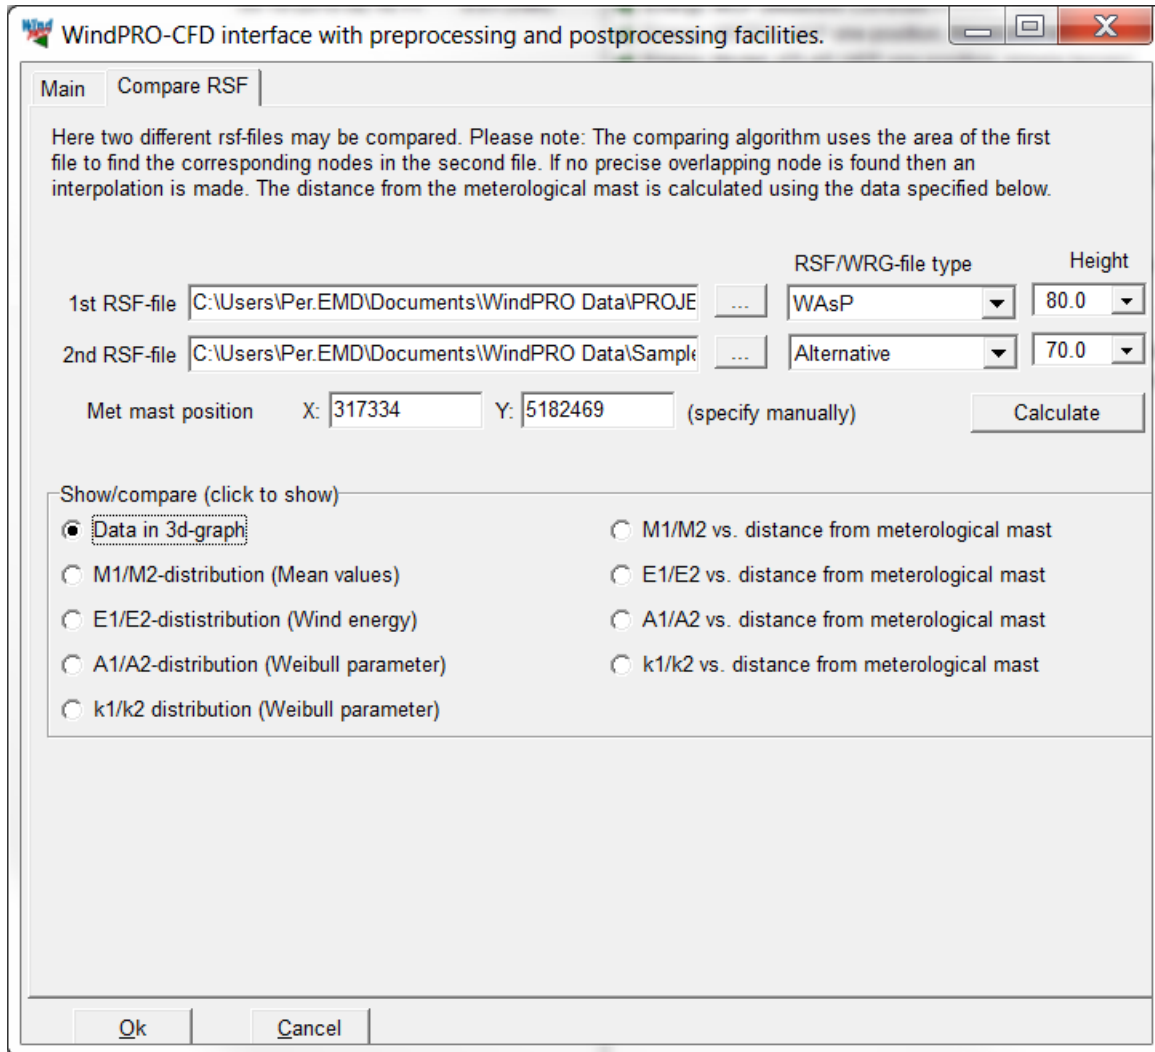 WindPRO-CFD interface with preprocessing and postprocessing facilities.
Main Compare RSF
Here two different rsf-files may be compared. Please note: The comparing algorithm uses the area of the first
file to find the corresponding nodes in the second file. If no precise overlapping node is found then an
interpolation is made. The distance from the meterological mast is calculated using the data specified below.
RSF/WRG-file type Height
1st RSF-file C:\Users\Per.EMD\Documents\WindPRO Data\PROJE ... WAsP 80.0
2nd RSF-file C:\Users\Per.EMD\Documents\WindPRO Data\Sample ... Alternative 70.0
Met mast position X: 317334 Y: 5182469 (specify manually) Calculate
Show/compare (click to show)
Data in 3d-graph M1/M2 vs. distance from meterological mast
M1/M2-distribution (Mean values) E1/E2 vs. distance from meterological mast
E1/E2-dististribution (Wind energy) A1/A2 vs. distance from meterological mast
A1/A2-distribution (Weibull parameter) k1/k2 vs. distance from meterological mast
k1/k2 distribution (Weibull parameter)
Ok Cancel